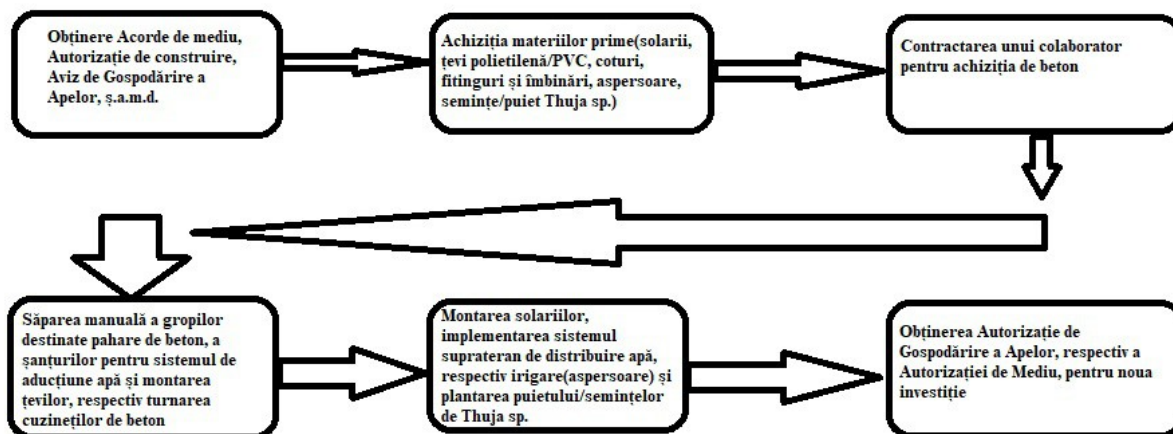 Obținere Acorde de mediu,
Autorizație de construire,
Aviz de Gospodărire a
Apelor, ș.a.m.d.
Achiziția materiilor prime(solarii,
țevi polietilenă/PVC, coturi,
fitinguri și îmbinări, aspersoare,
semințe/puiet Thuja sp.)
Contractarea unui colaborator
pentru achiziția de beton
Săparea manuală a gropilor
destinate pahare de beton, a
șanțurilor pentru sistemul de
aducțiune apă și montarea
țevilor, respectiv turnarea
cuzineților de beton
Montarea solariilor,
implementarea sistemul
suprateran de distribuire apă,
respectiv irigare(aspersoare) și
plantarea puietului/semințelor
de Thuja sp.
Obținerea Autorizație de
Gospodărire a Apelor, respectiv a
Autorizației de Mediu, pentru noua
investiție